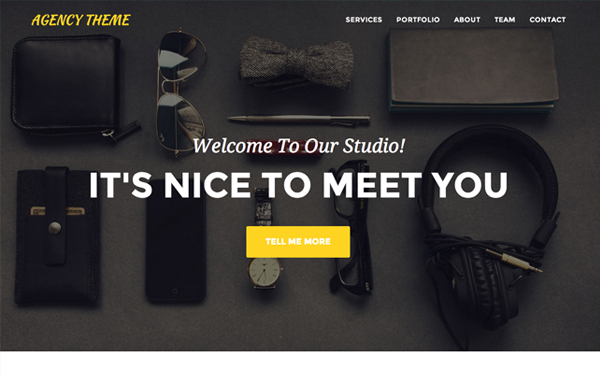 AGENCY THEME
SERVICES PORTFOLIO ABOUT TEAM CONTACT
Welcome To Our Studio!
IT'S NICE TO MEET YOU
TELL ME MORE